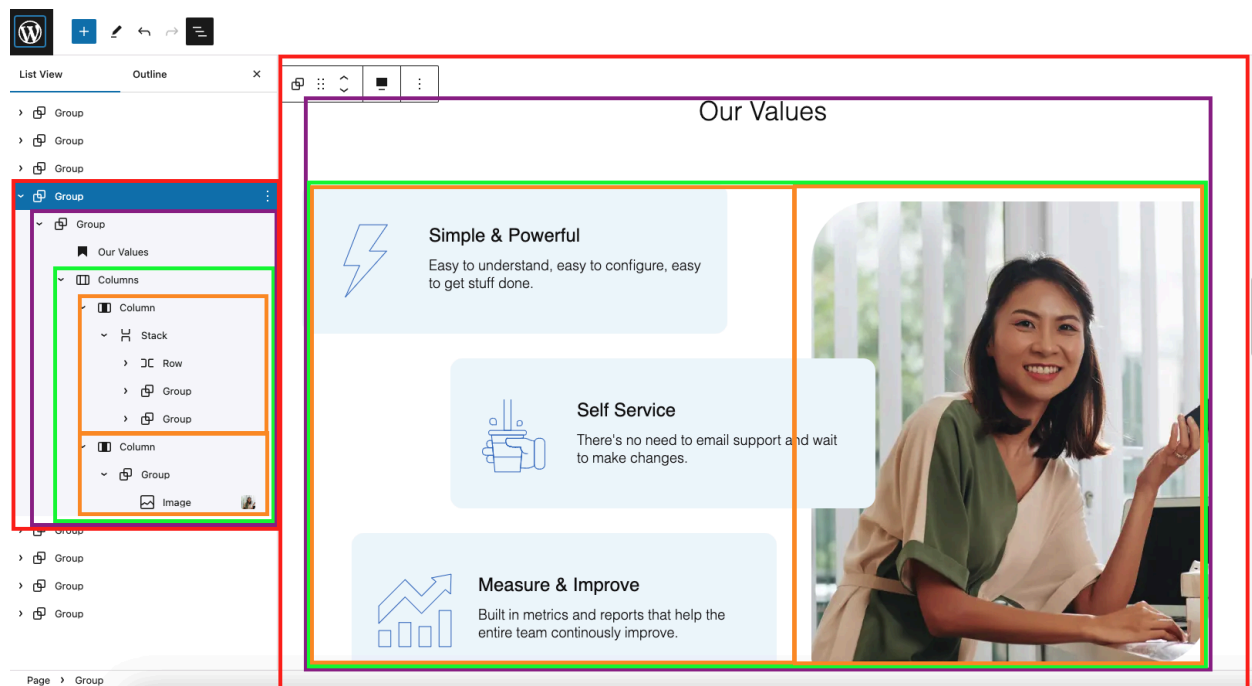 List View
Outline
Group
Group
Group
Group
Group
Our Values
Columns
Column
Stack
Row
Group
Group
Column
Group
Image
Group
Group
Group
Group
Page > Group
Our Values
Simple & Powerful
Easy to understand, easy to configure, easy
to get stuff done.
Self Service
There's no need to email support and wait
to make changes.
Measure & Improve
Built in metrics and reports that help the
entire team continously improve.